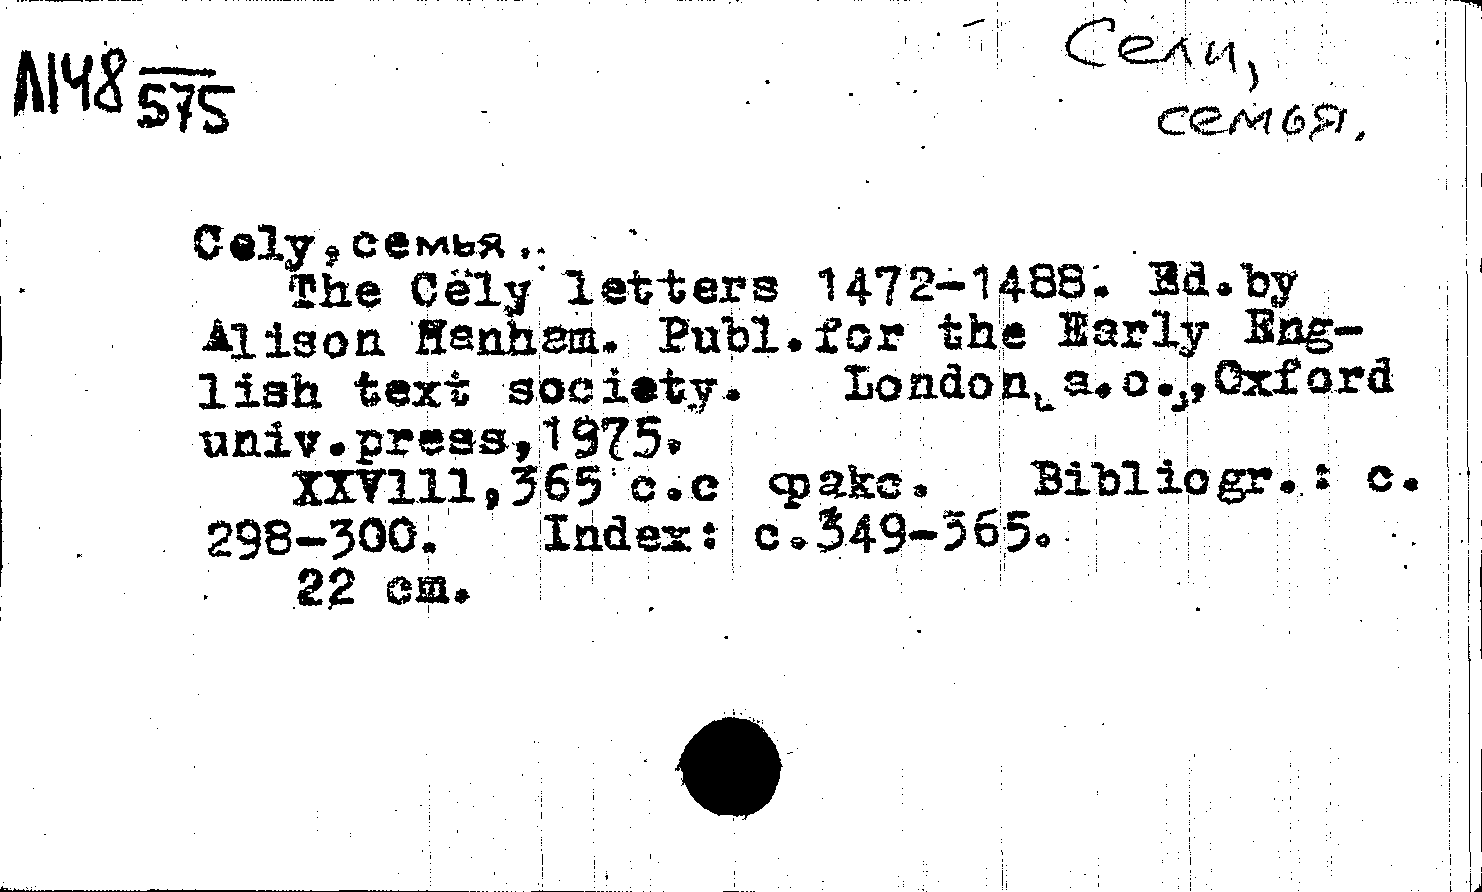 Л148
575
Сели,
семья.
Cely, семья.
The Cely letters 1472-1488. Ed.by
Alison Hanham. Publ.for the Early Eng-
lish text society. London a.o., Oxford
univ.press,1975.
XXVlll,365 с.с факс. Bibliogr.: с.
298-300. Index: с.349-365.
22 cm.